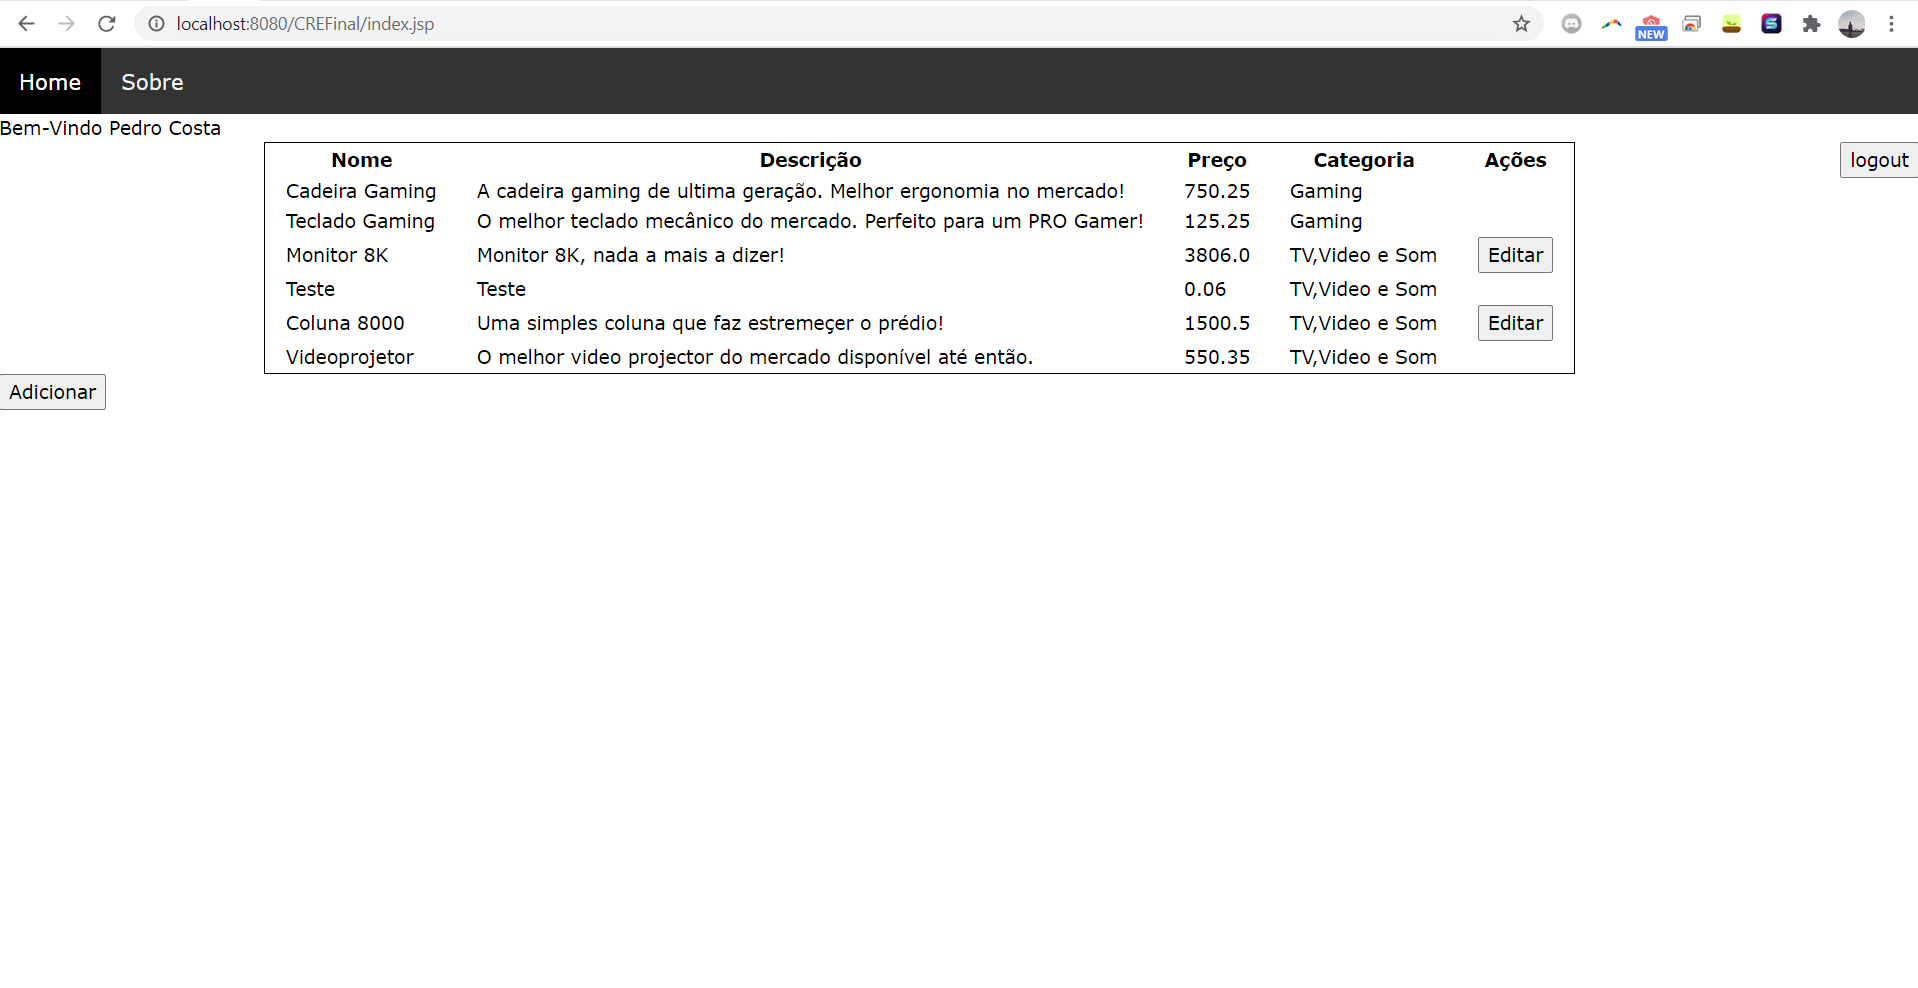 localhost:8080/CREFinal/index.jsp
NEW
Home Sobre
Bem-Vindo Pedro Costa
Nome Descrição Preço Categoria Ações
logout
Cadeira Gaming A cadeira gaming de ultima geração. Melhor ergonomia no mercado! 750.25 Gaming
Teclado Gaming O melhor teclado mecânico do mercado. Perfeito para um PRO Gamer! 125.25 Gaming
Monitor 8K Monitor 8K, nada a mais a dizer! 3806.0 TV,Video e Som Editar
Teste Teste 0.06 TV,Video e Som
Coluna 8000 Uma simples coluna que faz estremeçer o prédio! 1500.5 TV,Video e Som Editar
Videoprojetor O melhor video projector do mercado disponível até então. 550.35 TV,Video e Som
Adicionar